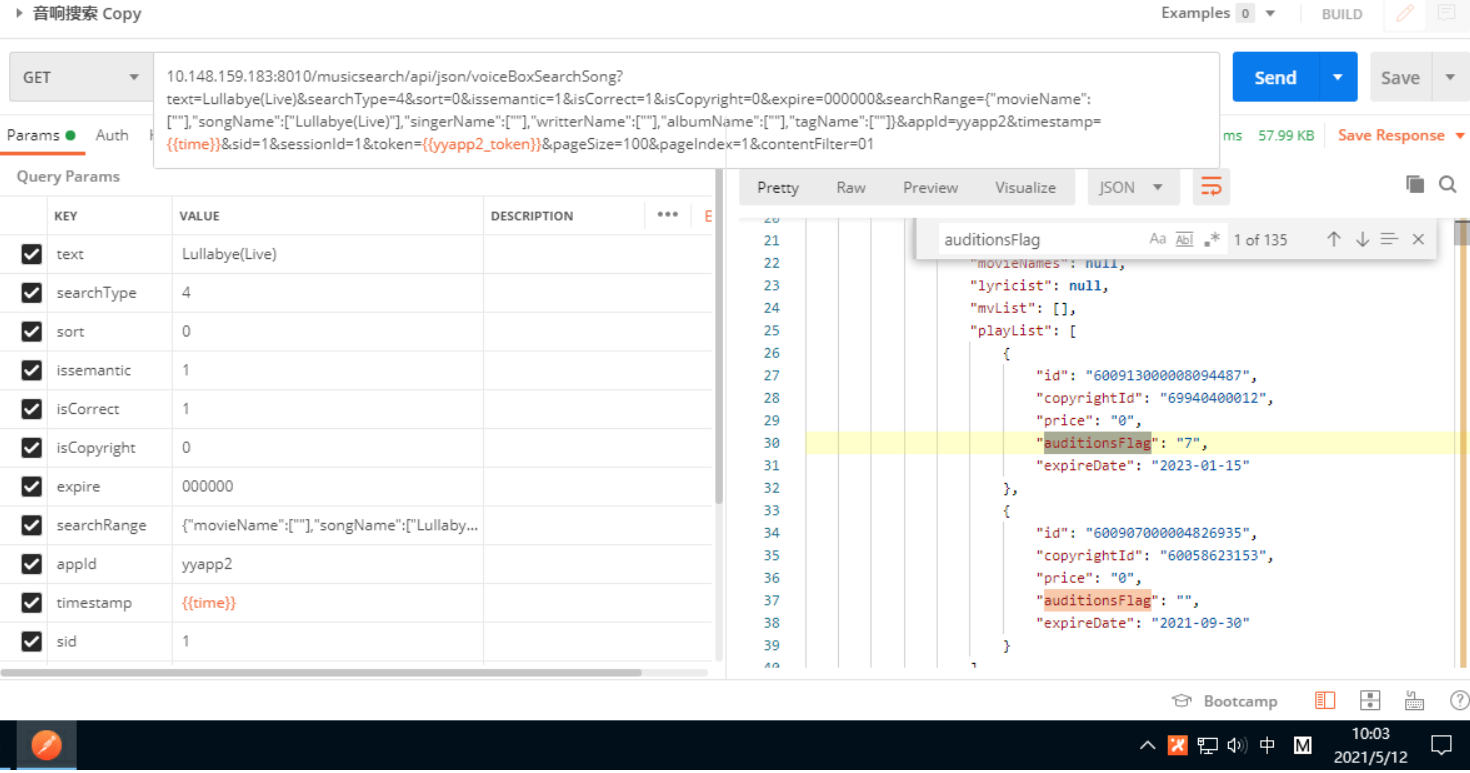 音响搜索 Copy
Examples 0
BUILD
GET
10.148.159.183:8010/musicsearch/api/json/voiceBoxSearchSong?
text=Lullabye(Live)&searchType=4&sort=0&issemantic=1&isCorrect=1&isCopyright=0&expire=000000&searchRange={"movieName":
[""],"songName":["Lullabye(Live)"],"singerName":[""],"writterName":[""],"albumName":[""],"tagName":[""]}&appId=yyapp2&timestamp=
{{time}}&sid=1&sessionId=1&token={{yyapp2_token}}&pageSize=100&pageIndex=1&contentFilter=01
Send
Save
Params
Auth
ms 57.99 KB Save Response
Query Params
KEY VALUE DESCRIPTION
text Lullabye(Live)
searchType 4
sort 0
issemantic 1
isCorrect 1
isCopyright 0
expire 000000
searchRange {"movieName":[""],"songName":["Lullaby...
appId yyapp2
timestamp {{time}}
sid 1
Pretty Raw Preview Visualize JSON
auditionsFlag Aa Abl .* 1 of 135
20
21
22 "movieNames": null,
23 "lyricist": null,
24 "mvList": [],
25 "playList": [
26 {
27 "id": "600913000008094487",
28 "copyrightId": "69940400012",
29 "price": "0",
30 "auditionsFlag": "7",
31 "expireDate": "2023-01-15"
32 },
33 {
34 "id": "600907000004826935",
35 "copyrightId": "60058623153",
36 "price": "0",
37 "auditionsFlag": "",
38 "expireDate": "2021-09-30"
39 }
40 ]
Bootcamp
中 M
10:03
2021/5/12